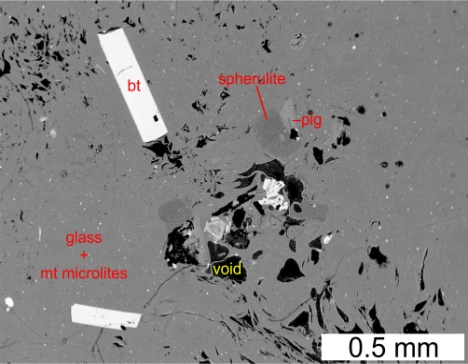 bt
spherulite
–plg
glass
+
mt microlites
void
0.5 mm